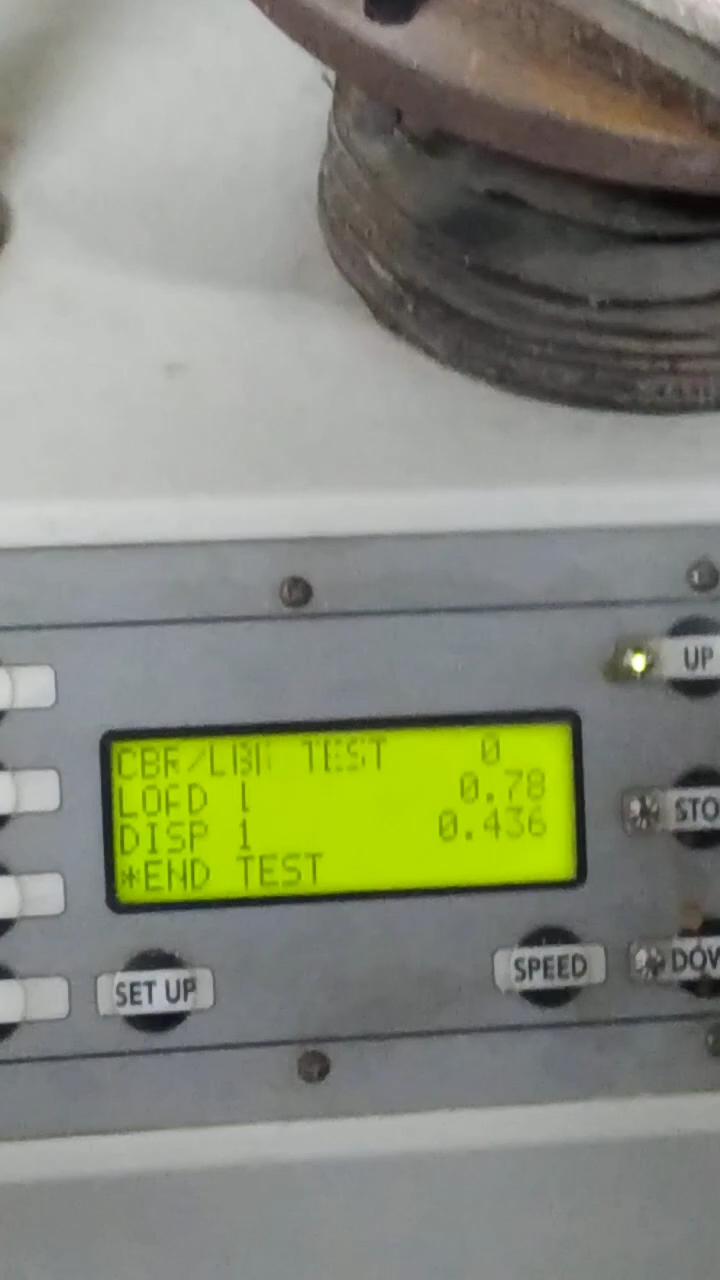 CBR/LBR TEST 0
LOAD 1 0.78
DISP 1 0.436
*END TEST
UP
STO
DOW
SET UP
SPEED